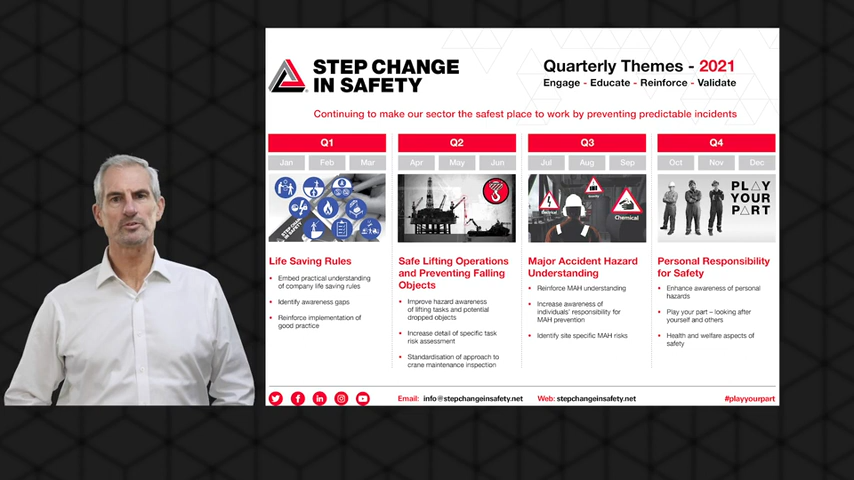 STEP CHANGE
IN SAFETY
Quarterly Themes - 2021
Engage - Educate - Reinforce - Validate
Continuing to make our sector the safest place to work by preventing predictable incidents
Q1
Jan Feb Mar
STEP CHANGE
IN SAFETY
Life Saving Rules
• Embed practical understanding
of company life saving rules
• Identify awareness gaps
• Reinforce implementation of
good practice
Q2
Apr May Jun
Safe Lifting Operations
and Preventing Falling
Objects
• Improve hazard awareness
of lifting tasks and potential
dropped objects
• Increase detail of specific task
risk assessment
• Standardisation of approach to
crane maintenance inspection
Q3
Jul Aug Sep
Electrical
Chemical
Major Accident Hazard
Understanding
• Reinforce MAH understanding
• Increase awareness of
individuals' responsibility for
MAH prevention
• Identify site specific MAH risks
Q4
Oct Nov Dec
PLAY
YOUR
PART
Personal Responsibility
for Safety
• Enhance awareness of personal
hazards
• Play your part – looking after
yourself and others
• Health and welfare aspects of
safety
Email: info@stepchangeinsafety.net Web: stepchangeinsafety.net #playyourpart